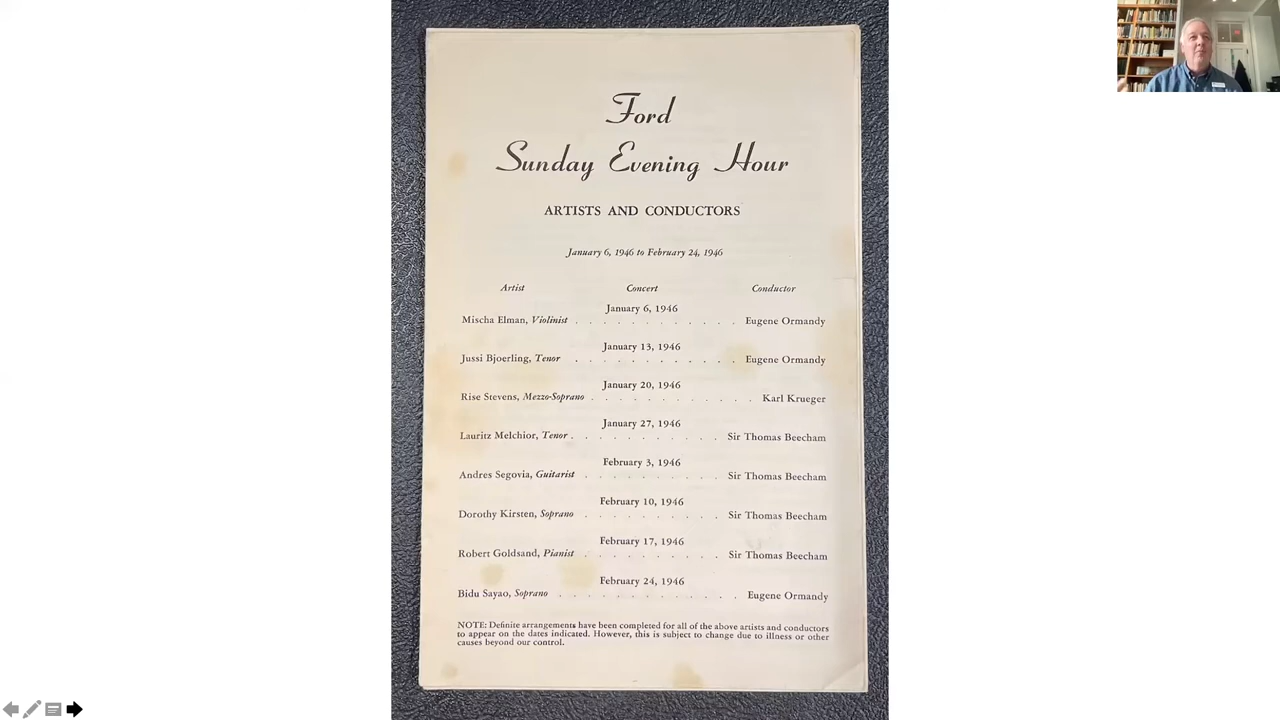 Ford
Sunday Evening Hour
ARTISTS AND CONDUCTORS
January 6, 1946 to February 24, 1946
Artist Concert Conductor
January 6, 1946
Mischa Elman, Violinist . . . . . . . . . . . . Eugene Ormandy
January 13, 1946
Jussi Bjoerling, Tenor . . . . . . . . . . . . Eugene Ormandy
January 20, 1946
Rise Stevens, Mezzo-Soprano . . . . . . . . . . . Karl Krueger
January 27, 1946
Lauritz Melchior, Tenor . . . . . . . . . . Sir Thomas Beecham
February 3, 1946
Andres Segovia, Guitarist . . . . . . . . . Sir Thomas Beecham
February 10, 1946
Dorothy Kirsten, Soprano . . . . . . . . . Sir Thomas Beecham
February 17, 1946
Robert Goldsand, Pianist . . . . . . . . . Sir Thomas Beecham
February 24, 1946
Bidu Sayao, Soprano . . . . . . . . . . . . Eugene Ormandy
NOTE: Definite arrangements have been completed for all of the above artists and conductors
to appear on the dates indicated. However, this is subject to change due to illness or other
causes beyond our control.